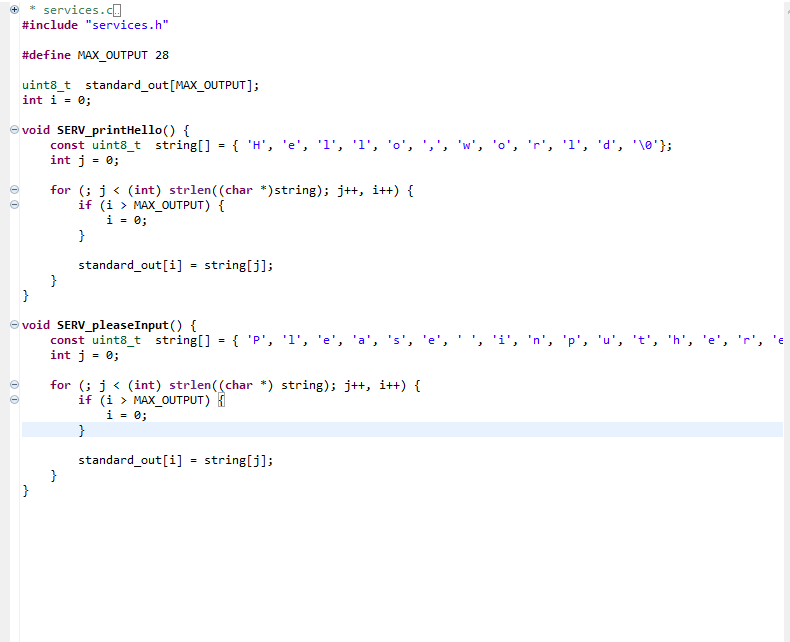 * services.c
#include "services.h"
#define MAX_OUTPUT 28
uint8_t  standard_out[MAX_OUTPUT];
int i = 0;
void SERV_printHello() {
    const uint8_t  string[] = { 'H', 'e', 'l', 'l', 'o', ',', 'w', 'o', 'r', 'l', 'd', '\0'};
    int j = 0;
    for (; j < (int) strlen((char *)string); j++, i++) {
        if (i > MAX_OUTPUT) {
            i = 0;
        }
        standard_out[i] = string[j];
    }
}
void SERV_pleaseInput() {
    const uint8_t  string[] = { 'P', 'l', 'e', 'a', 's', 'e', ' ', 'i', 'n', 'p', 'u', 't', 'h', 'e', 'r', 'e
    int j = 0;
    for (; j < (int) strlen((char *) string); j++, i++) {
        if (i > MAX_OUTPUT) {
            i = 0;
        }
        standard_out[i] = string[j];
    }
}